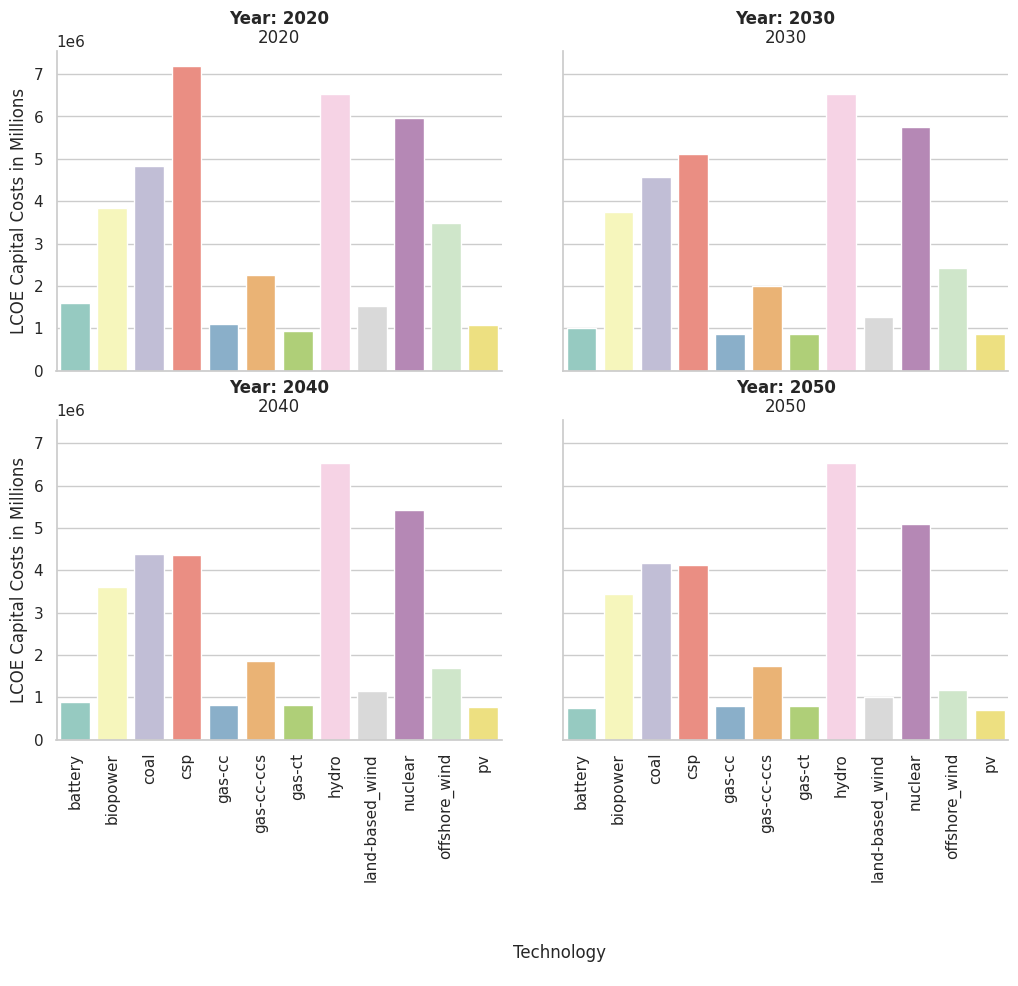 Year: 2020
2020
Year: 2030
2030
1e6
LCOE Capital Costs in Millions
7
6
5
4
3
2
1
0
Year: 2040
2040
Year: 2050
2050
1e6
LCOE Capital Costs in Millions
7
6
5
4
3
2
1
0
battery
biopower
coal
csp
gas-cc
gas-cc-ccs
gas-ct
hydro
land-based_wind
nuclear
offshore_wind
pv
battery
biopower
coal
csp
gas-cc
gas-cc-ccs
gas-ct
hydro
land-based_wind
nuclear
offshore_wind
pv
Technology